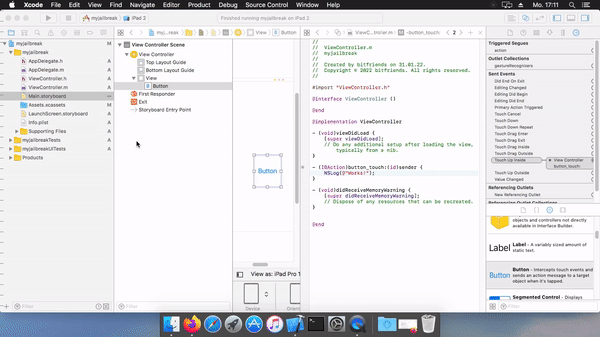 Xcode File Edit View Find Navigate Editor Product Debug Source Control Window Help
Mo. 17:11
myjailbreak iPad 2
Finished running myjailbreak on iPad 2
Button
ViewController.m
-button_touch:
myjailbreak
myjailbreak
AppDelegate.h A
AppDelegate.m A
ViewController.h A
ViewController.m A
Main.storyboard
Assets.xcassets A
LaunchScreen.storyboard A
Info.plist A
Supporting Files A
myjailbreakTests
myjailbreakUITests
Products
Filter
View Controller Scene
View Controller
Top Layout Guide
Bottom Layout Guide
View
Button
First Responder
Exit
Storyboard Entry Point
Filter
Button
View as: iPad Pro 1
Device
//
// ViewController.m
// myjailbreak
//
// Created by bitfriends on 31.01.22.
// Copyright © 2022 bitfriends. All rights reserved.
//
#import "ViewController.h"
@interface ViewController ()
@end
@implementation ViewController
- (void)viewDidLoad {
[super viewDidLoad];
// Do any additional setup after loading the view,
typically from a nib.
}
- (IBAction)button_touch:(id)sender {
NSLog(@"Works!");
}
- (void)didReceiveMemoryWarning {
[super didReceiveMemoryWarning];
// Dispose of any resources that can be recreated.
}
@end
Triggered Segues
action
Outlet Collections
gestureRecognizers
Sent Events
Did End On Exit
Editing Changed
Editing Did Begin
Editing Did End
Primary Action Triggered
Touch Cancel
Touch Down
Touch Down Repeat
Touch Drag Enter
Touch Drag Exit
Touch Drag Inside
Touch Drag Outside
Touch Up Inside
View Controller
button_touch:
Touch Up Outside
Value Changed
Referencing Outlets
New Referencing Outlet
Referencing Outlet Collections
objects and controllers not directly
available in Interface Builder.
Label Label - A variably sized amount of
static text.
Button Button - Intercepts touch events and
sends an action message to a
target object when it's tapped.
Segmented Control - Displays
Filter